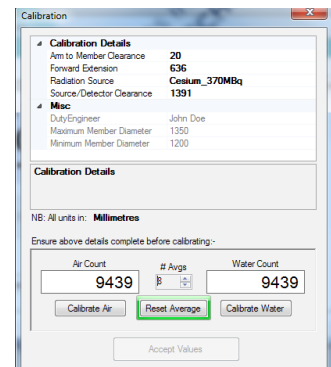 Calibration
Calibration Details
Arm to Member Clearance 20
Forward Extension 636
Radiation Source Cesium_370MBq
Source/Detector Clearance 1391
Misc
DutyEngineer John Doe
Maximum Member Diameter 1350
Minimum Member Diameter 1200
Calibration Details
NB: All units in: Millimetres
Ensure above details complete before calibrating:-
Air Count # Avgs Water Count
9439 8 9439
Calibrate Air Reset Average Calibrate Water
Accept Values